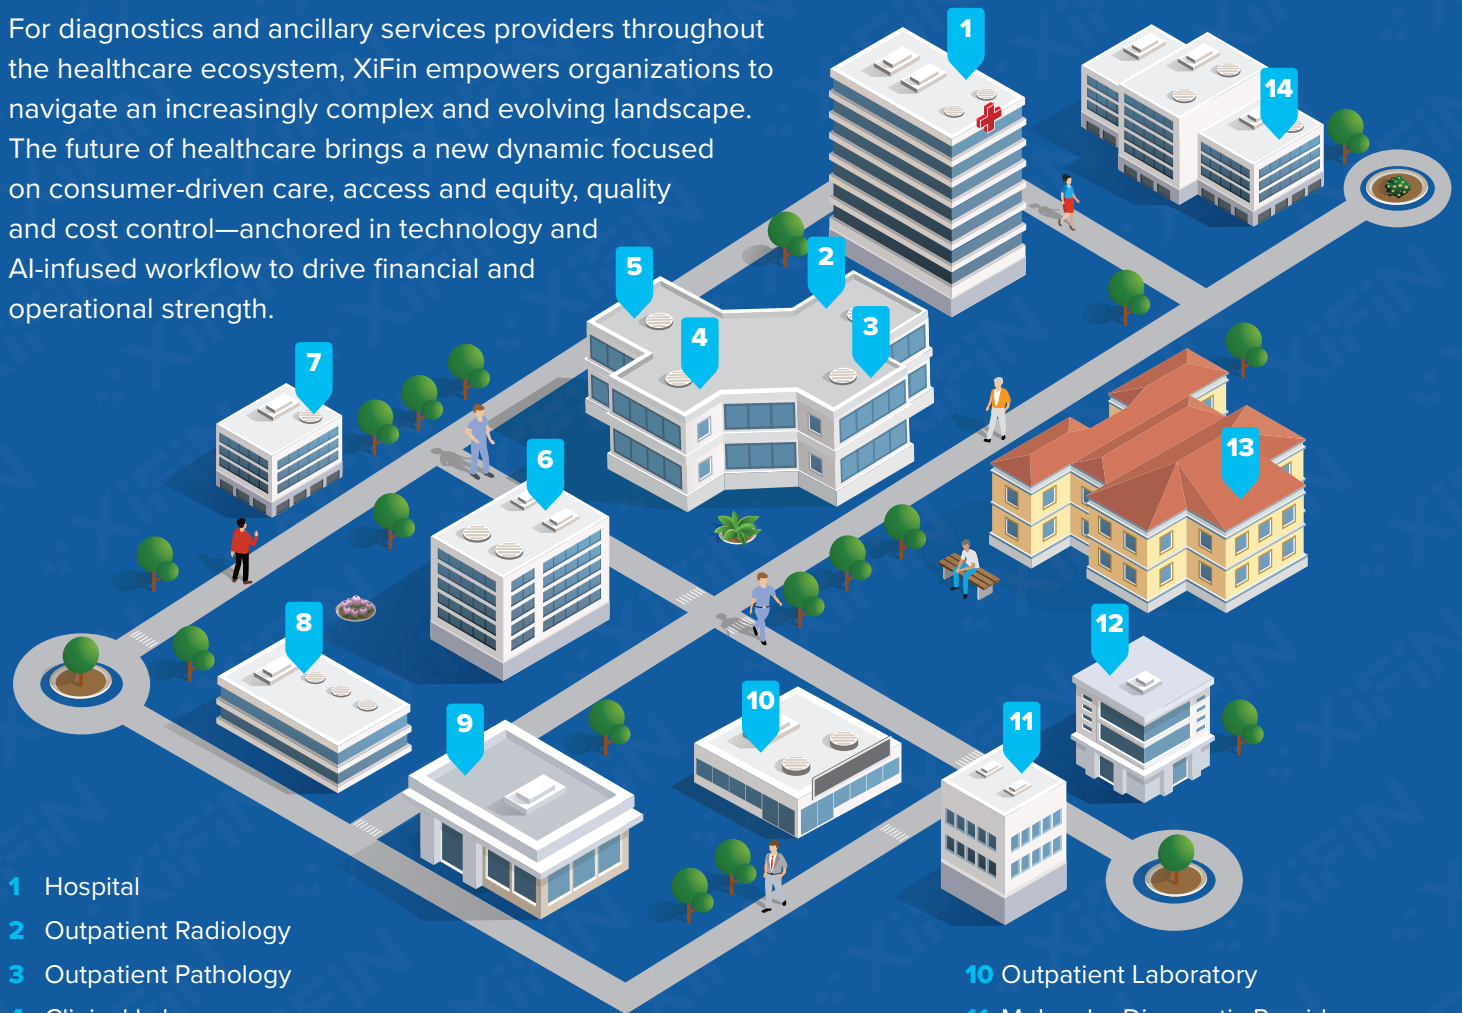 For diagnostics and ancillary services providers throughout
the healthcare ecosystem, XiFin empowers organizations to
navigate an increasingly complex and evolving landscape.
The future of healthcare brings a new dynamic focused
on consumer-driven care, access and equity, quality
and cost control—anchored in technology and
AI-infused workflow to drive financial and
operational strength.
1
14
5
2
3
4
7
6
13
8
12
9
10
11
1 Hospital
2 Outpatient Radiology
3 Outpatient Pathology
10 Outpatient Laboratory